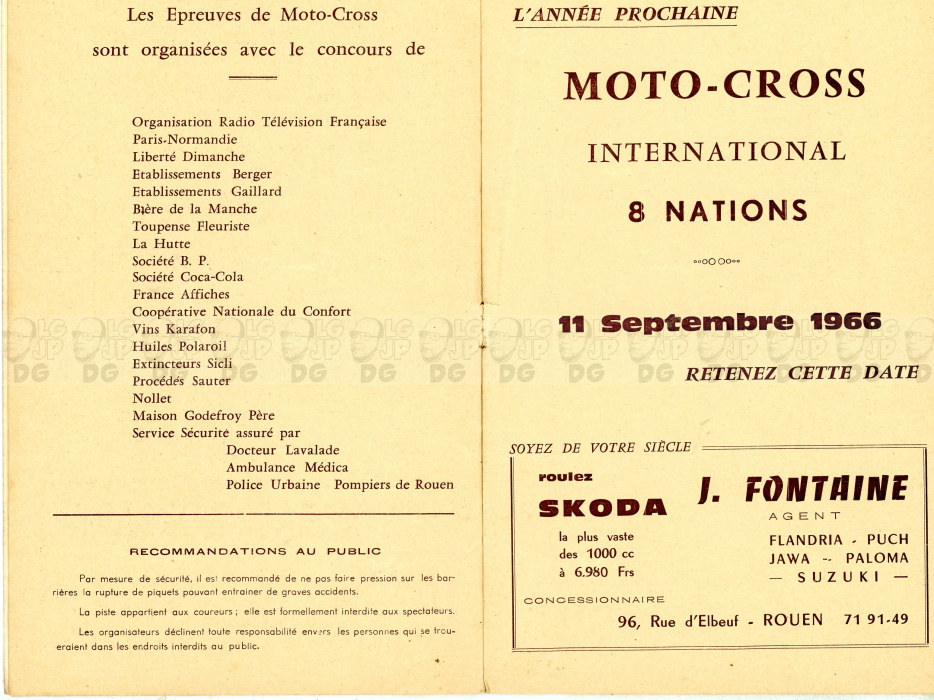 Les Epreuves de Moto-Cross
sont organisées avec le concours de
Organisation Radio Télévision Française
Paris-Normandie
Liberté Dimanche
Etablissements Berger
Etablissements Gaillard
Bière de la Manche
Toupense Fleuriste
La Hutte
Société B. P.
Société Coca-Cola
France Affiches
Coopérative Nationale du Confort
Vins Karafon
Huiles Polaroil
Extincteurs Sicli
Procédés Sauter
Nollet
Maison Godefroy Père
Service Sécurité assuré par
Docteur Lavalade
Ambulance Médica
Police Urbaine Pompiers de Rouen
RECOMMANDATIONS AU PUBLIC
Par mesure de sécurité, il est recommandé de ne pas faire pression sur les bar-
rières la rupture de piquets pouvant entrainer de graves accidents.
La piste appartient aux coureurs ; elle est formellement interdite aux spectateurs.
Les organisateurs déclinent toute responsabilité envers les personnes qui se trou-
eraient dans les endroits interdits au public.
L'ANNÉE PROCHAINE
MOTO-CROSS
INTERNATIONAL
8 NATIONS
11 Septembre 1966
RETENEZ CETTE DATE
SOYEZ DE VOTRE SIÈCLE
roulez
SKODA
la plus vaste
des 1000 cc
à 6.980 Frs
J. FONTAINE
AGENT
FLANDRIA - PUCH
JAWA -- PALOMA
— SUZUKI —
CONCESSIONNAIRE
96, Rue d'Elbeuf - ROUEN 71 91-49
LG JP DG